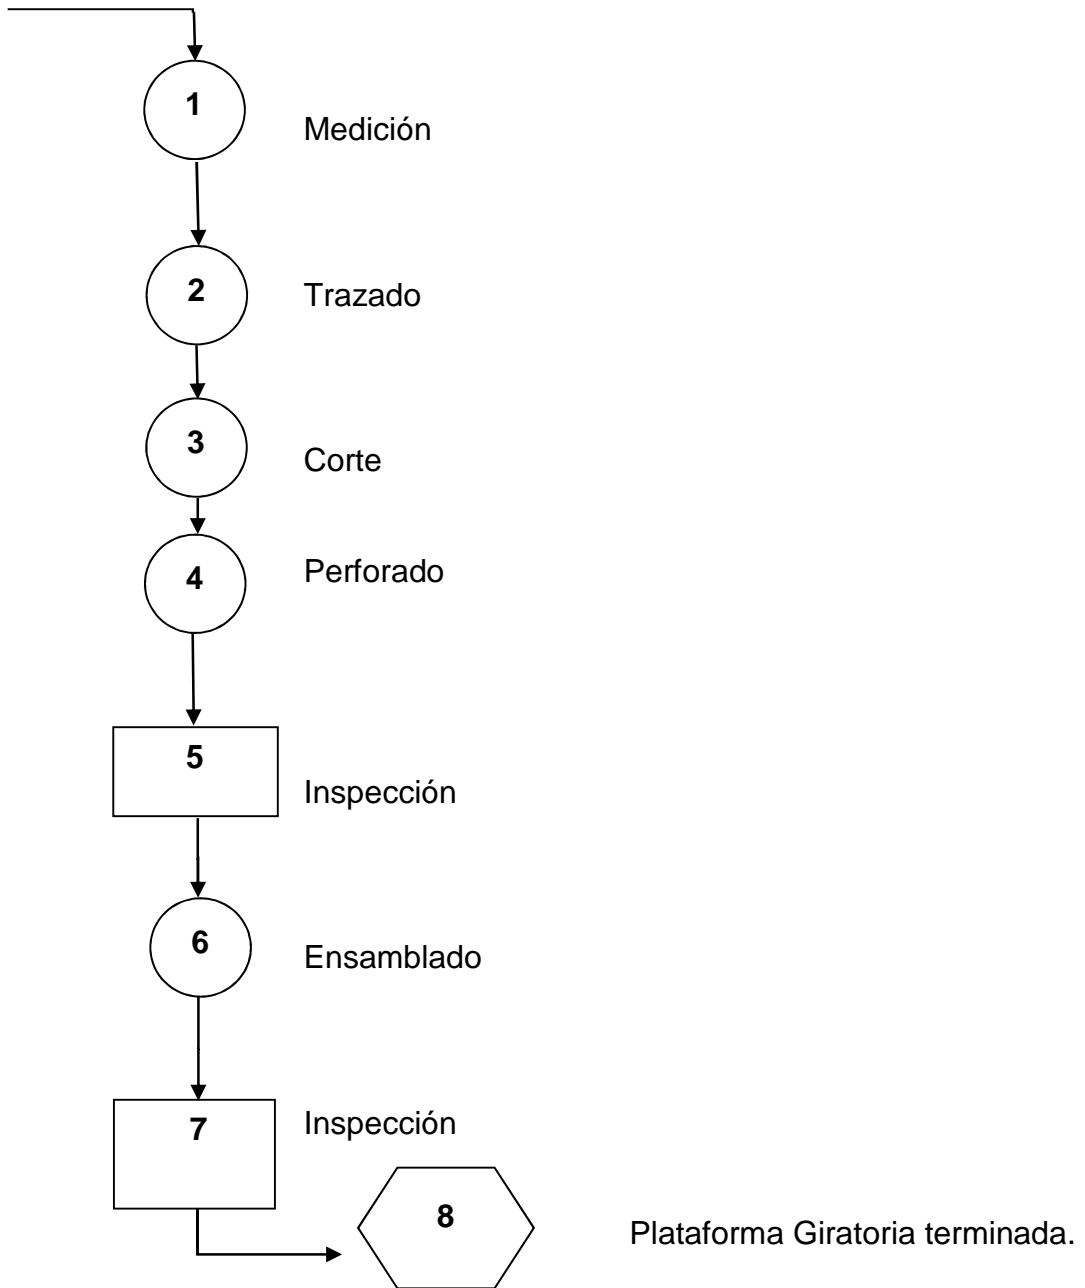 1
Medición
2
Trazado
3
Corte
4
Perforado
5
Inspección
6
Ensamblado
7
Inspección
8
Plataforma Giratoria terminada.